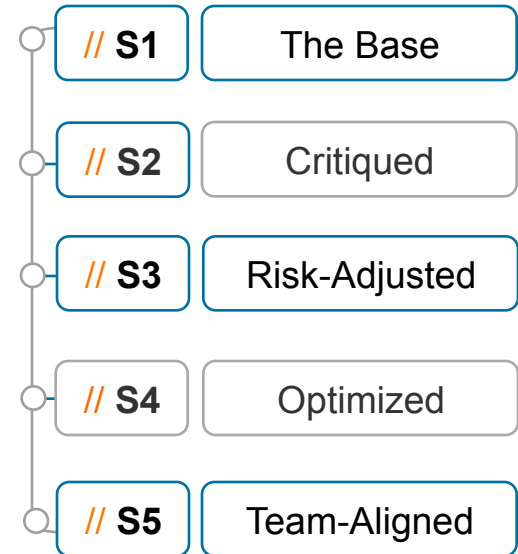 // S1 The Base
// S2 Critiqued
// S3 Risk-Adjusted
// S4 Optimized
// S5 Team-Aligned